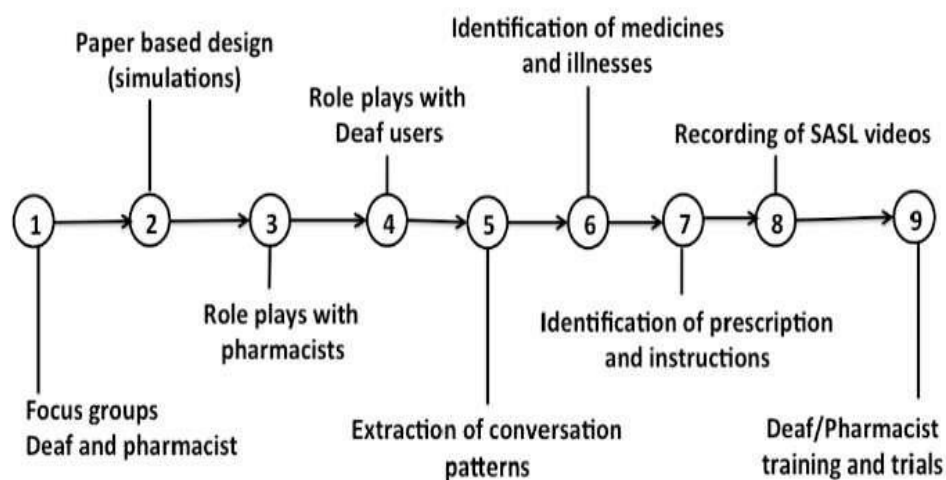 Paper based design
(simulations)
Identification of medicines
and illnesses
Role plays with
Deaf users
Recording of SASL videos
1
2
3
4
5
6
7
8
9
Role plays with
pharmacists
Identification of prescription
and instructions
Focus groups
Deaf and pharmacist
Extraction of conversation
patterns
Deaf/Pharmacist
training and trials